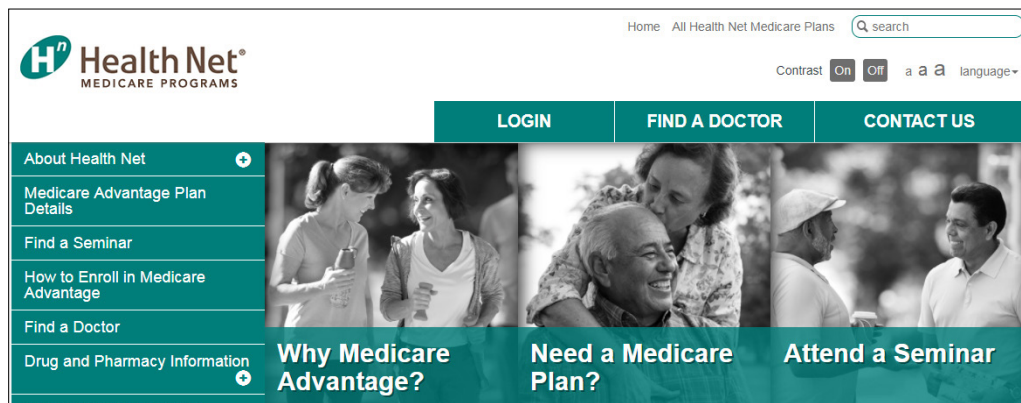 Home All Health Net Medicare Plans search
Hn Health Net®
MEDICARE PROGRAMS
Contrast On Off a a a language
LOGIN FIND A DOCTOR CONTACT US
About Health Net
Medicare Advantage Plan
Details
Find a Seminar
How to Enroll in Medicare
Advantage
Find a Doctor
Drug and Pharmacy Information
Why Medicare
Advantage?
Need a Medicare
Plan?
Attend a Seminar